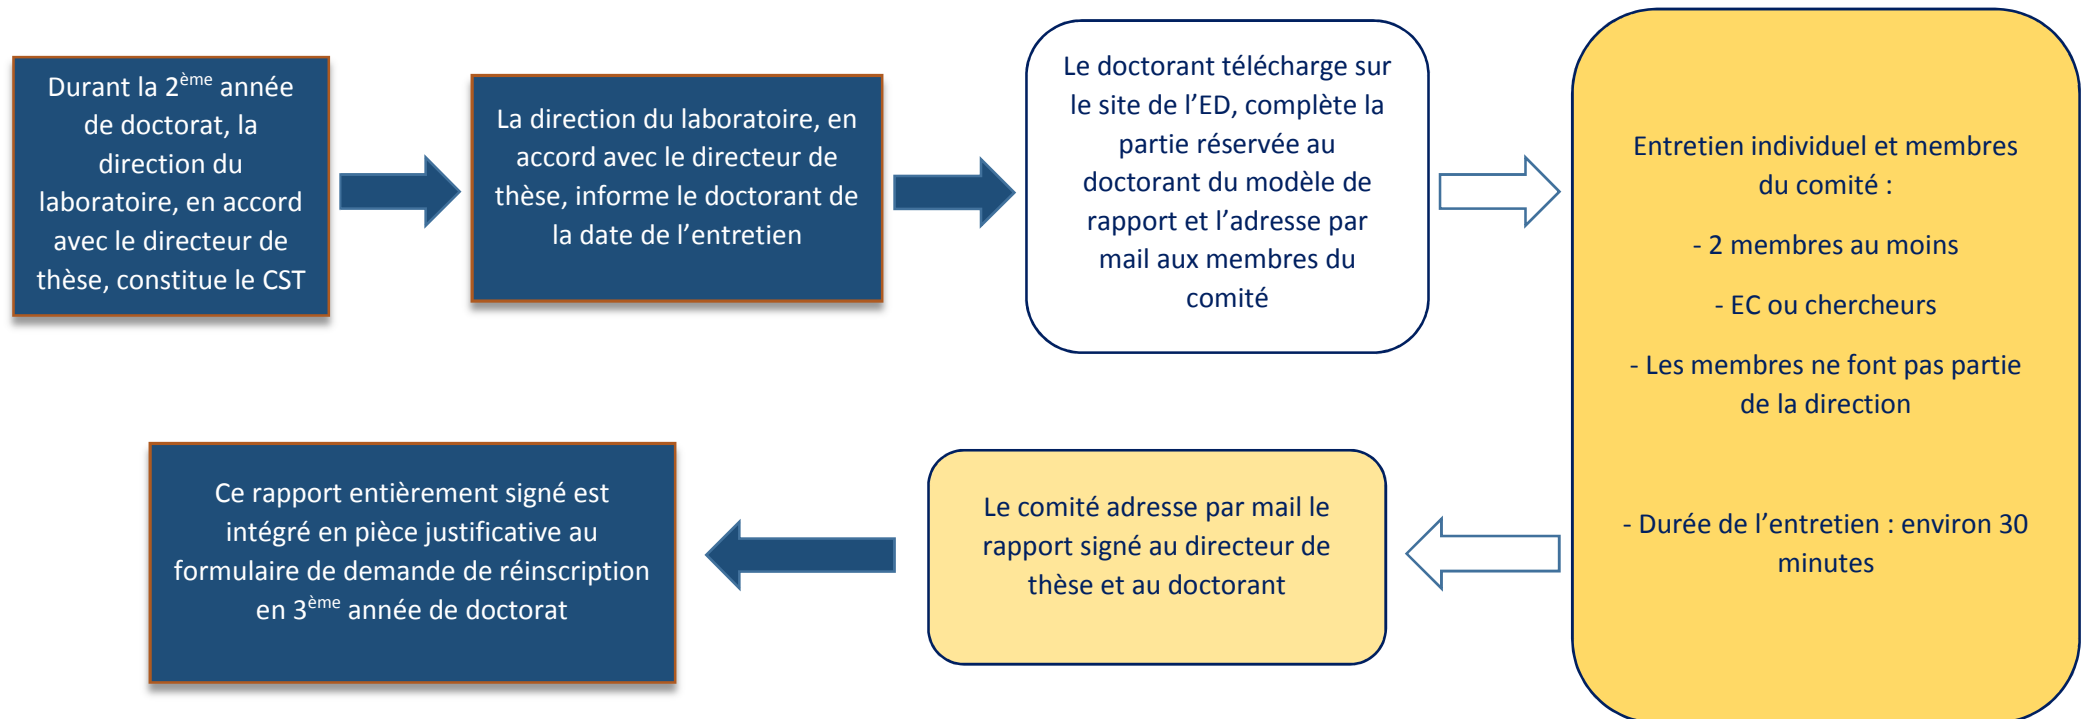 Durant la 2ème année
de doctorat, la
direction du
laboratoire, en accord
avec le directeur de
thèse, constitue le CST
La direction du laboratoire, en
accord avec le directeur de
thèse, informe le doctorant de
la date de l’entretien
Le doctorant télécharge sur
le site de l’ED, complète la
partie réservée au
doctorant du modèle de
rapport et l’adresse par
mail aux membres du
comité
Entretien individuel et membres
du comité :
- 2 membres au moins
- EC ou chercheurs
- Les membres ne font pas partie
de la direction
- Durée de l’entretien : environ 30
minutes
Le comité adresse par mail le
rapport signé au directeur de
thèse et au doctorant
Ce rapport entièrement signé est
intégré en pièce justificative au
formulaire de demande de réinscription
en 3ème année de doctorat